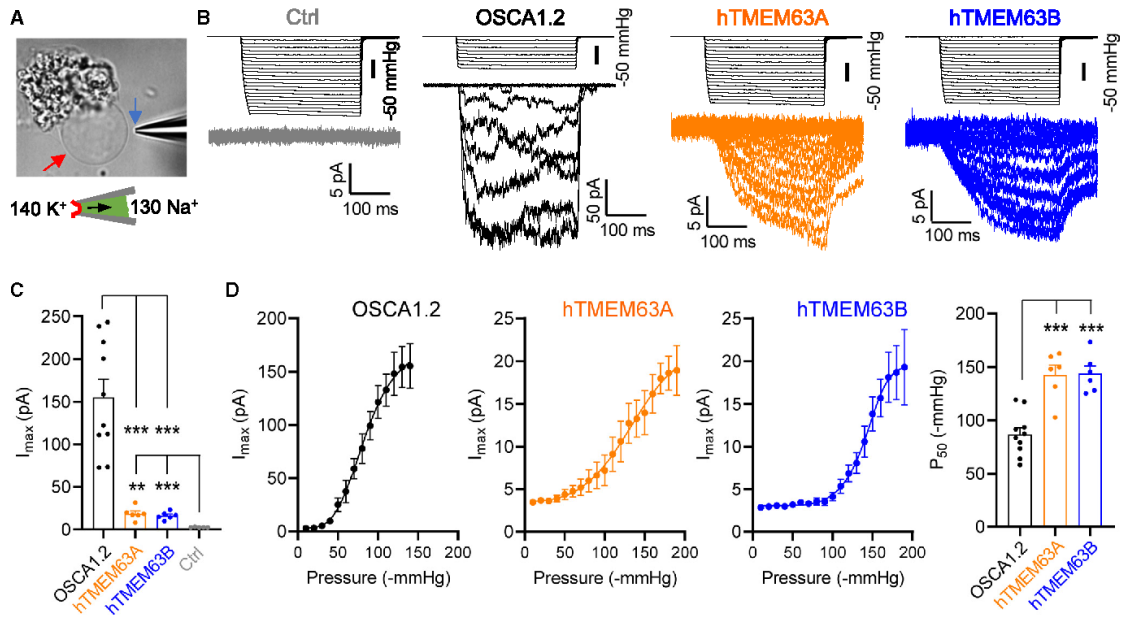 A
140 K⁺
130 Na⁺
B
Ctrl
-50 mmHg
5 pA
100 ms
OSCA1.2
-50 mmHg
50 pA
100 ms
hTMEM63A
-50 mmHg
5 pA
100 ms
hTMEM63B
-50 mmHg
5 pA
100 ms
C
Imax (pA)
250
200
150
100
50
0
*** ***
** ***
OSCA1.2
hTMEM63A
hTMEM63B
Ctrl
D
OSCA1.2
Imax (pA)
200
150
100
50
0
0 50 100 150 200
Pressure (-mmHg)
hTMEM63A
Imax (pA)
25
20
15
10
5
0
0 50 100 150 200
Pressure (-mmHg)
hTMEM63B
Imax (pA)
25
20
15
10
5
0
0 50 100 150 200
Pressure (-mmHg)
P50 (-mmHg)
200
150
100
50
0
*** ***
OSCA1.2
hTMEM63A
hTMEM63B